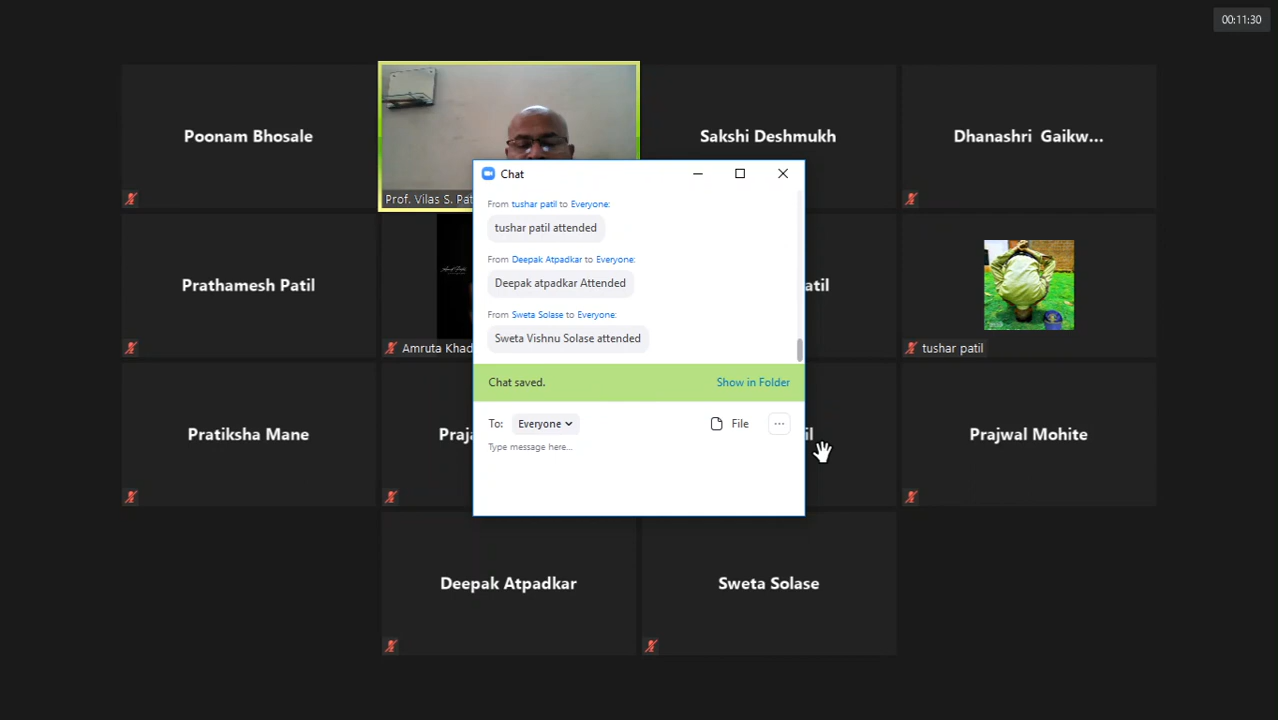 00:11:30
Poonam Bhosale
Prof. Vilas S. Pat
Sakshi Deshmukh
Dhanashri Gaikw...
Chat
From tushar patil to Everyone:
tushar patil attended
From Deepak Atpadkar to Everyone:
Deepak atpadkar Attended
From Sweta Solase to Everyone:
Sweta Vishnu Solase attended
Chat saved.
Show in Folder
To: Everyone
File
Type message here...
Prathamesh Patil
Amruta Khad
atil
tushar patil
Pratiksha Mane
Praja
il
Prajwal Mohite
Deepak Atpadkar
Sweta Solase